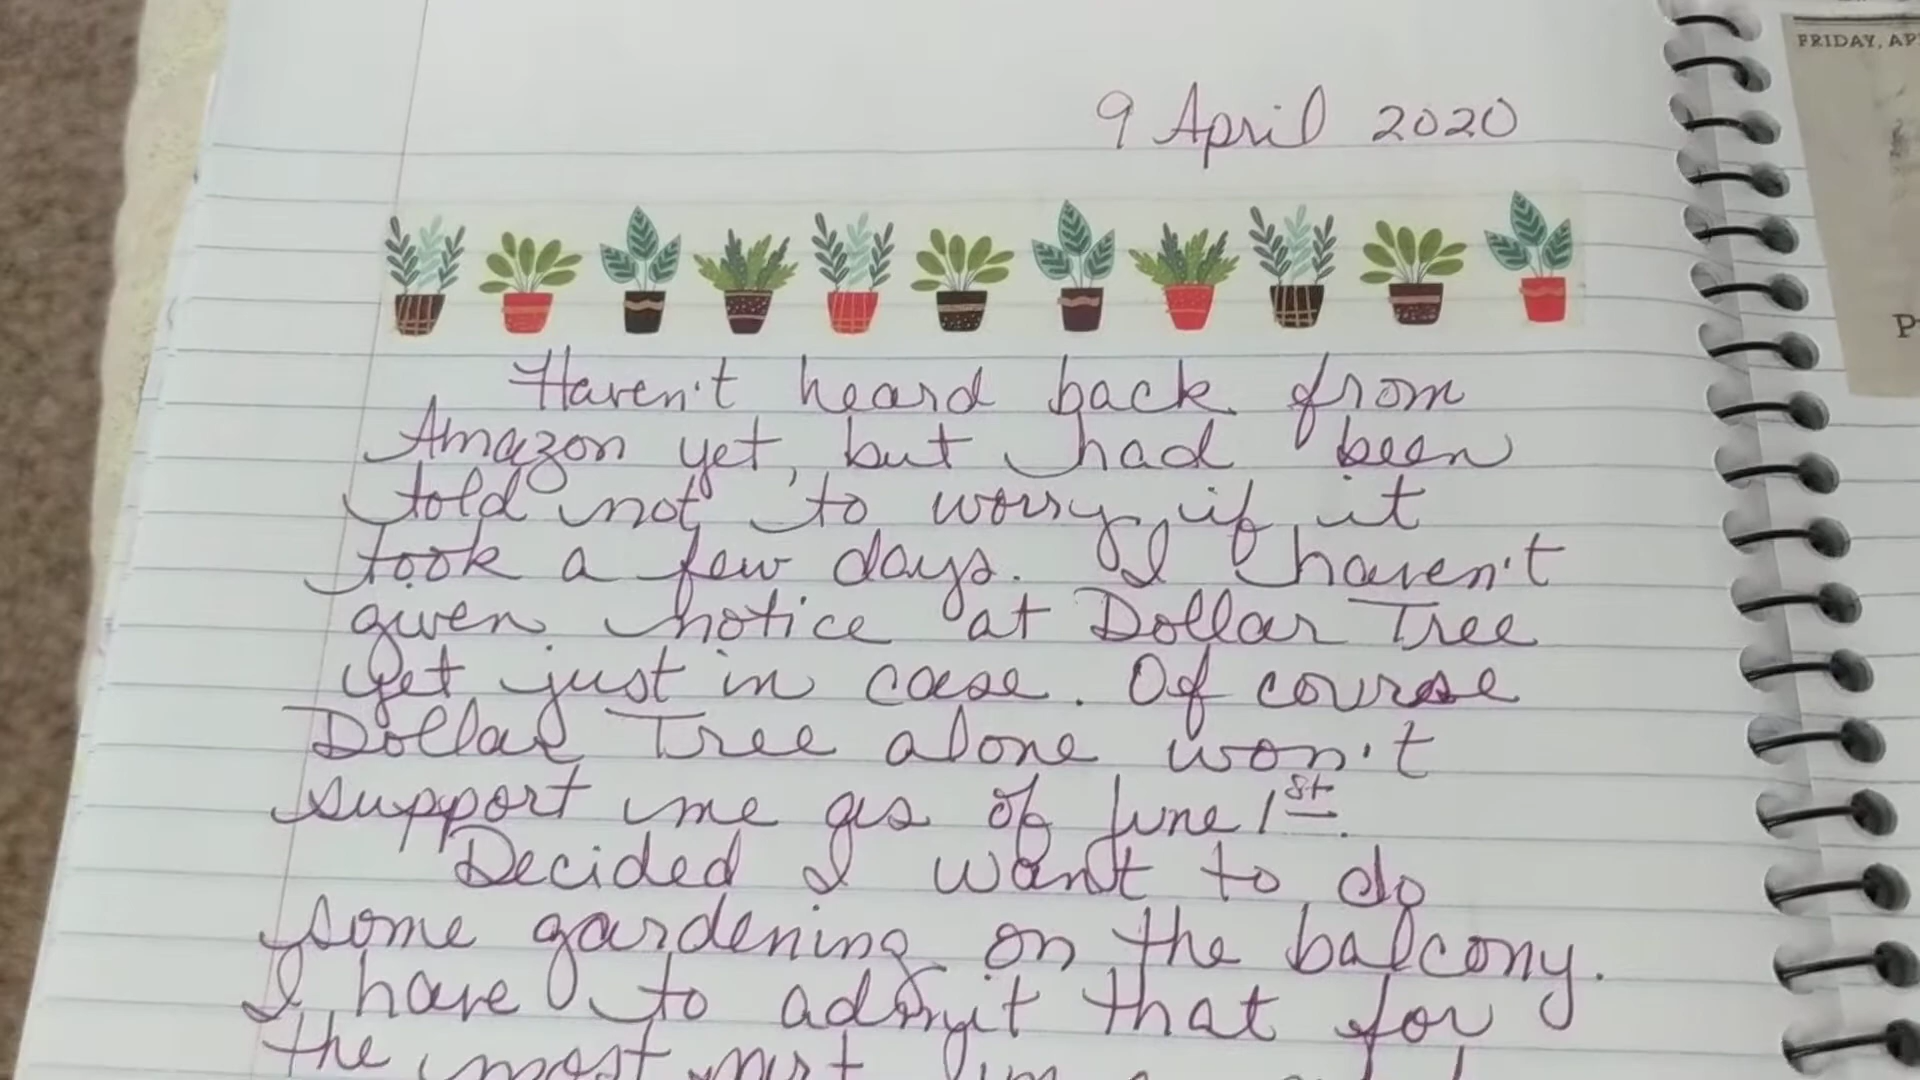 9 April 2020
FRIDAY, AP
Haven't heard back from
Amazon yet, but had been
told not to worry if it
took a few days. I haven't
given notice at Dollar Tree
yet just in case. Of course
Dollar Tree alone won't
support me as of June 1st.
Decided I want to do
some gardening on the balcony.
I have to admit that for
the most part I'm a